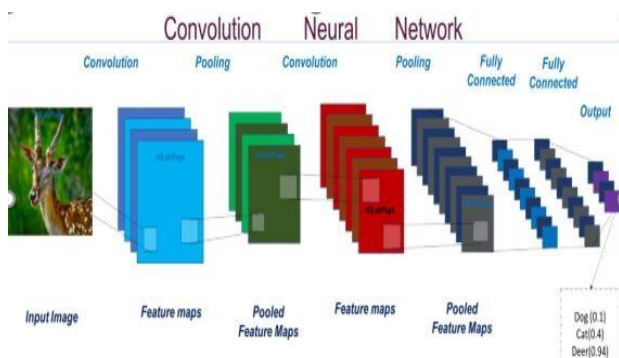 Convolution Neural Network
Convolution Pooling Convolution Pooling Fully Connected Fully Connected Output
Input Image Feature maps Pooled Feature Maps Feature maps Pooled Feature Maps
Dog (0.1)
Cat(0.4)
Deer(0.94)